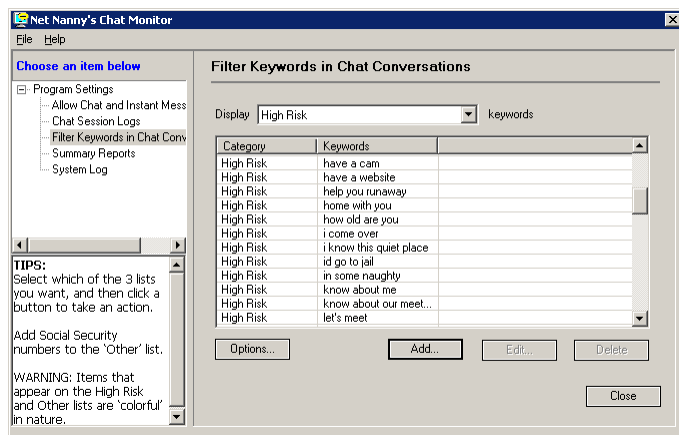 Net Nanny's Chat Monitor
File Help
Choose an item below
Program Settings
Allow Chat and Instant Mess
Chat Session Logs
Filter Keywords in Chat Conv
Summary Reports
System Log
TIPS:
Select which of the 3 lists
you want, and then click a
button to take an action.
Add Social Security
numbers to the 'Other' list.
WARNING: Items that
appear on the High Risk
and Other lists are 'colorful'
in nature.
Filter Keywords in Chat Conversations
Display High Risk keywords
Category Keywords
High Risk have a cam
High Risk have a website
High Risk help you runaway
High Risk home with you
High Risk how old are you
High Risk i come over
High Risk i know this quiet place
High Risk id go to jail
High Risk in some naughty
High Risk know about me
High Risk know about our meet...
High Risk let's meet
Options... Add... Edit... Delete
Close